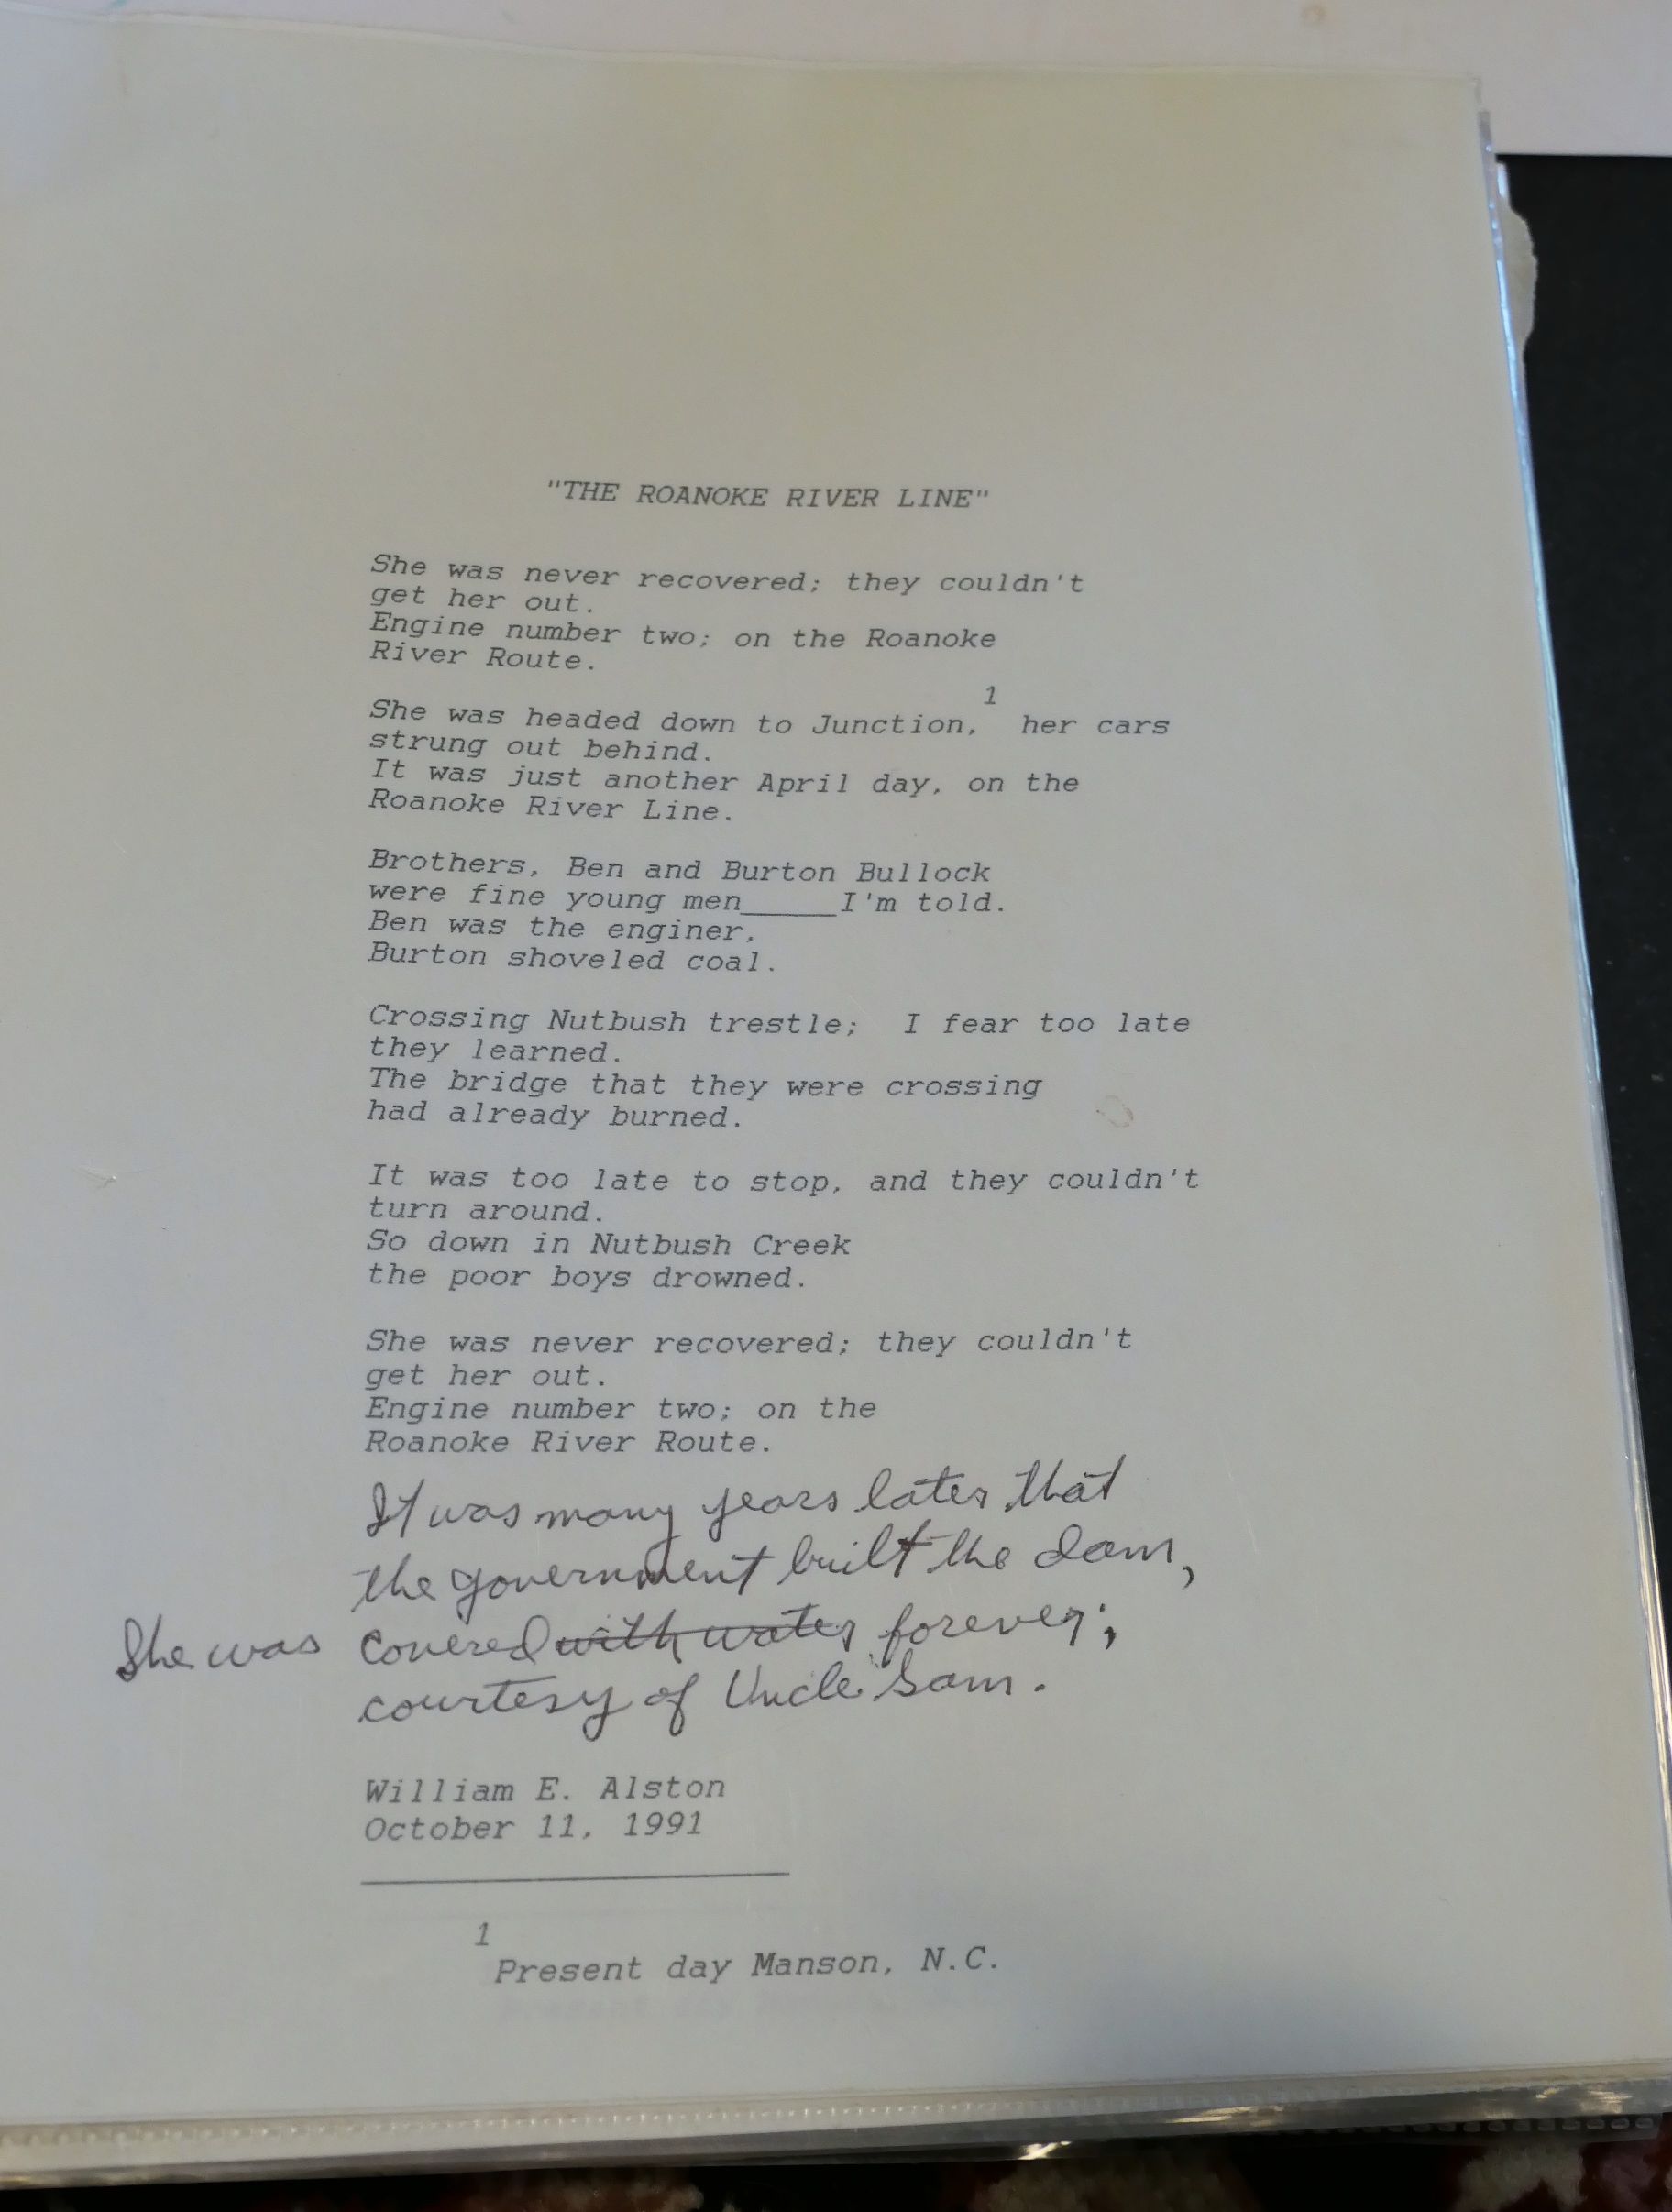 "THE ROANOKE RIVER LINE"
She was never recovered; they couldn't
get her out.
Engine number two; on the Roanoke
River Route.
She was headed down to Junction,1 her cars
strung out behind.
It was just another April day, on the
Roanoke River Line.
Brothers, Ben and Burton Bullock
were fine young men_____I'm told.
Ben was the enginer,
Burton shoveled coal.
Crossing Nutbush trestle; I fear too late
they learned.
The bridge that they were crossing
had already burned.
It was too late to stop, and they couldn't
turn around.
So down in Nutbush Creek
the poor boys drowned.
She was never recovered; they couldn't
get her out.
Engine number two; on the
Roanoke River Route.
It was many years later that
the government built the dam,
She was covered with water forever;
courtesy of Uncle Sam.
William E. Alston
October 11, 1991
1
Present day Manson, N.C.